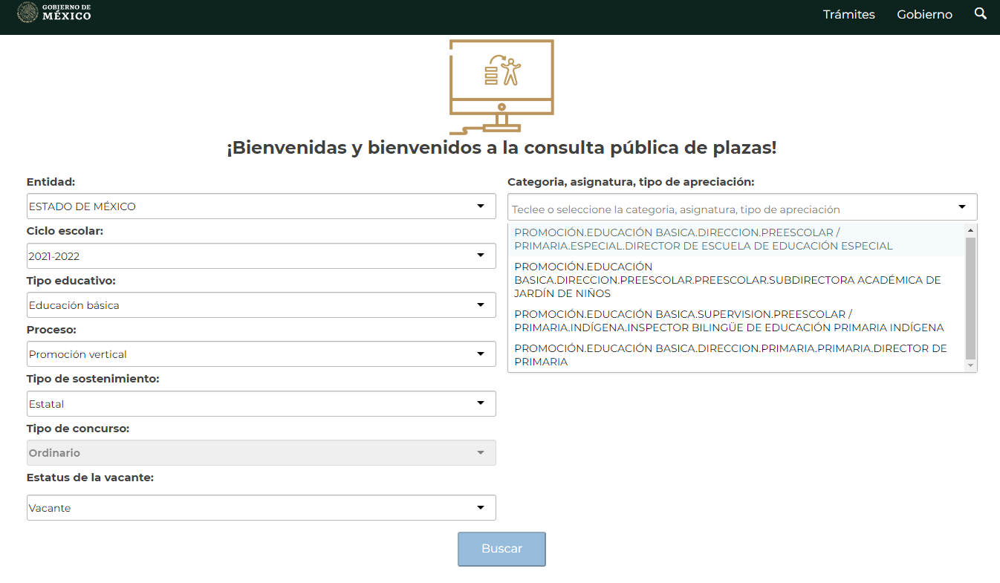 GOBIERNO DE
MÉXICO
Trámites
Gobierno
¡Bienvenidas y bienvenidos a la consulta pública de plazas!
Entidad:
ESTADO DE MÉXICO
Ciclo escolar:
2021-2022
Tipo educativo:
Educación básica
Proceso:
Promoción vertical
Tipo de sostenimiento:
Estatal
Tipo de concurso:
Ordinario
Estatus de la vacante:
Vacante
Categoria, asignatura, tipo de apreciación:
Teclee o seleccione la categoria, asignatura, tipo de apreciación
PROMOCIÓN.EDUCACIÓN BASICA.DIRECCION.PREESCOLAR /
PRIMARIA.ESPECIAL.DIRECTOR DE ESCUELA DE EDUCACIÓN ESPECIAL
PROMOCIÓN.EDUCACIÓN
BASICA.DIRECCION.PREESCOLAR.PREESCOLAR.SUBDIRECTORA ACADÉMICA DE
JARDÍN DE NIÑOS
PROMOCIÓN.EDUCACIÓN BASICA.SUPERVISION.PREESCOLAR /
PRIMARIA.INDÍGENA.INSPECTOR BILINGÜE DE EDUCACIÓN PRIMARIA INDÍGENA
PROMOCIÓN.EDUCACIÓN BASICA.DIRECCION.PRIMARIA.PRIMARIA.DIRECTOR DE
PRIMARIA
Buscar